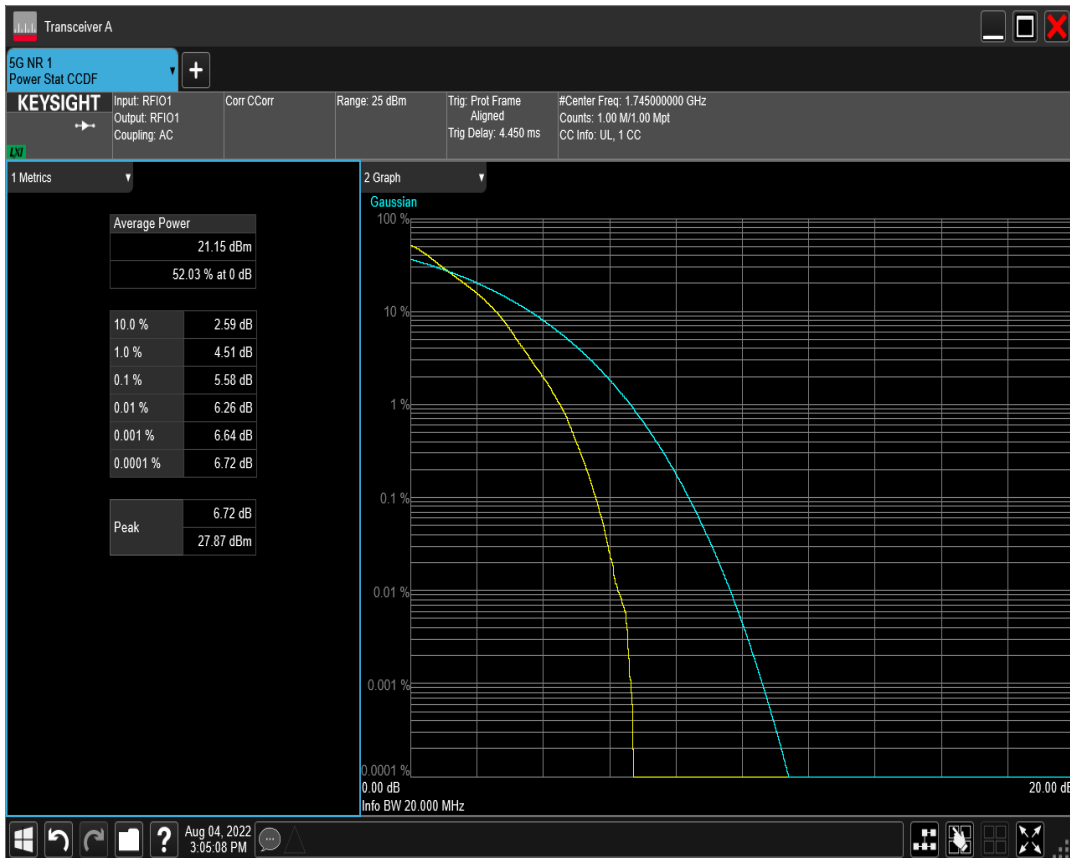 Transceiver A
5G NR 1
Power Stat CCDF
KEYSIGHT
LXI
Input: RFIO1
Output: RFIO1
Coupling: AC
Corr CCorr
Range: 25 dBm
Trig: Prot Frame
Aligned
Trig Delay: 4.450 ms
#Center Freq: 1.745000000 GHz
Counts: 1.00 M/1.00 Mpt
CC Info: UL, 1 CC
1 Metrics
Average Power
21.15 dBm
52.03 % at 0 dB
10.0 % 2.59 dB
1.0 % 4.51 dB
0.1 % 5.58 dB
0.01 % 6.26 dB
0.001 % 6.64 dB
0.0001 % 6.72 dB
Peak 6.72 dB
27.87 dBm
2 Graph
Gaussian
100 %
10 %
1 %
0.1 %
0.01 %
0.001 %
0.0001 %
0.00 dB 20.00 dB
Info BW 20.000 MHz
Aug 04, 2022
3:05:08 PM